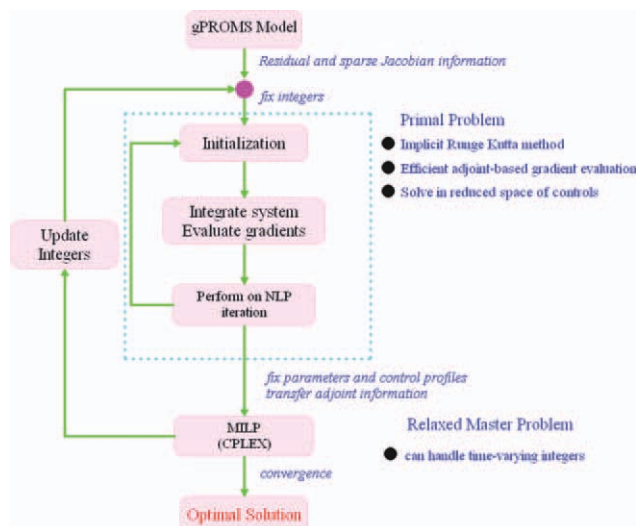 gPROMS Model
Residual and sparse Jacobian information
fix integers
Primal Problem
Implicit Runge Kutta method
Efficient adjoint-based gradient evaluation
Solve in reduced space of controls
Initialization
Integrate system
Evaluate gradients
Update
Integers
Perform on NLP
iteration
fix parameters and control profiles
transfer adjoint information
MILP
(CPLEX)
Relaxed Master Problem
can handle time-varying integers
convergence
Optimal Solution